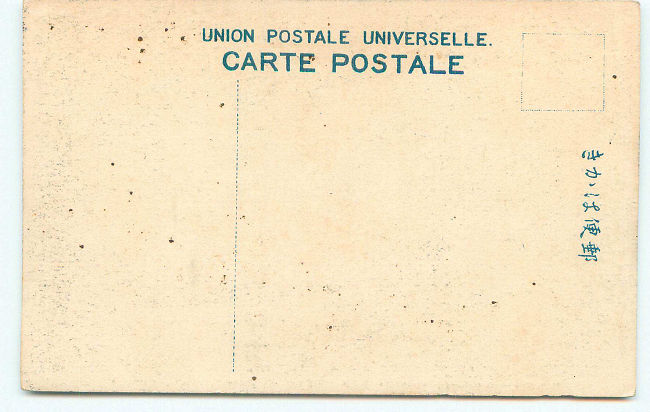 UNION POSTALE UNIVERSELLE.
CARTE POSTALE
きかは便郵